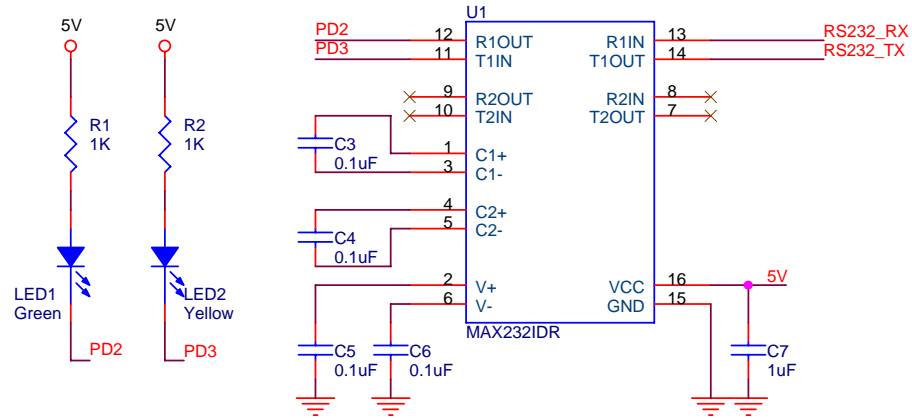 5V
5V
R1
1K
R2
1K
LED1
Green
LED2
Yellow
PD2
PD3
U1
PD2
12
R1OUT
R1IN
13
RS232_RX
PD3
11
T1IN
T1OUT
14
RS232_TX
9
R2OUT
R2IN
8
10
T2IN
T2OUT
7
C3
0.1uF
1
C1+
3
C1-
C4
0.1uF
4
C2+
5
C2-
2
V+
VCC
16
5V
6
V-
GND
15
MAX232IDR
C5
0.1uF
C6
0.1uF
C7
1uF